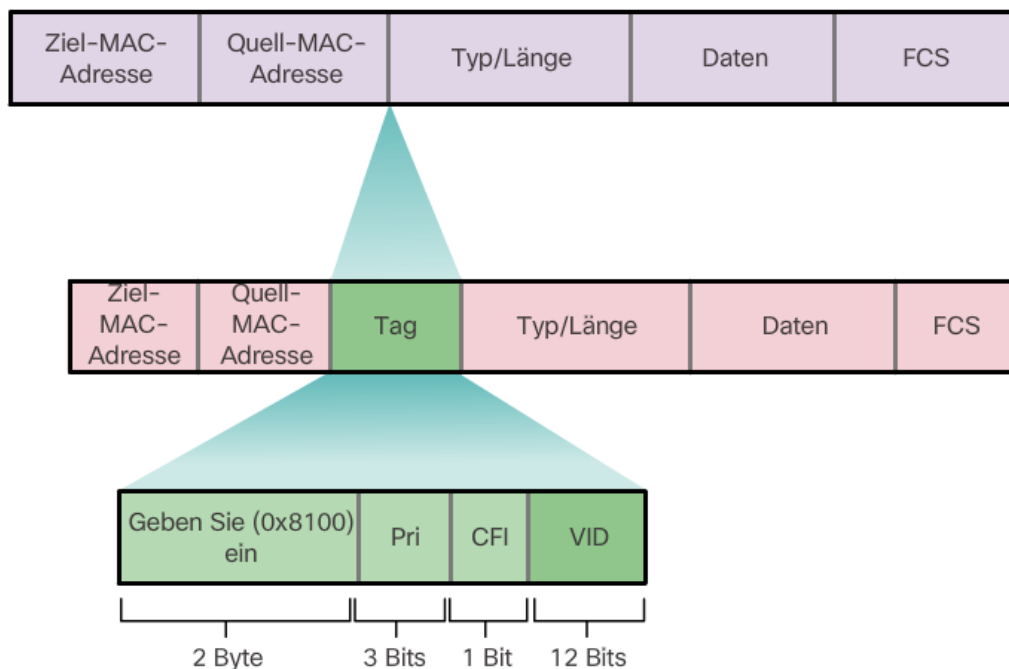 Ziel-MAC-
Adresse
Quell-MAC-
Adresse
Typ/Länge
Daten
FCS
Ziel-
MAC-
Adresse
Quell-
MAC-
Adresse
Tag
Typ/Länge
Daten
FCS
Geben Sie (0x8100)
ein
Pri
CFI
VID
2 Byte
3 Bits
1 Bit
12 Bits